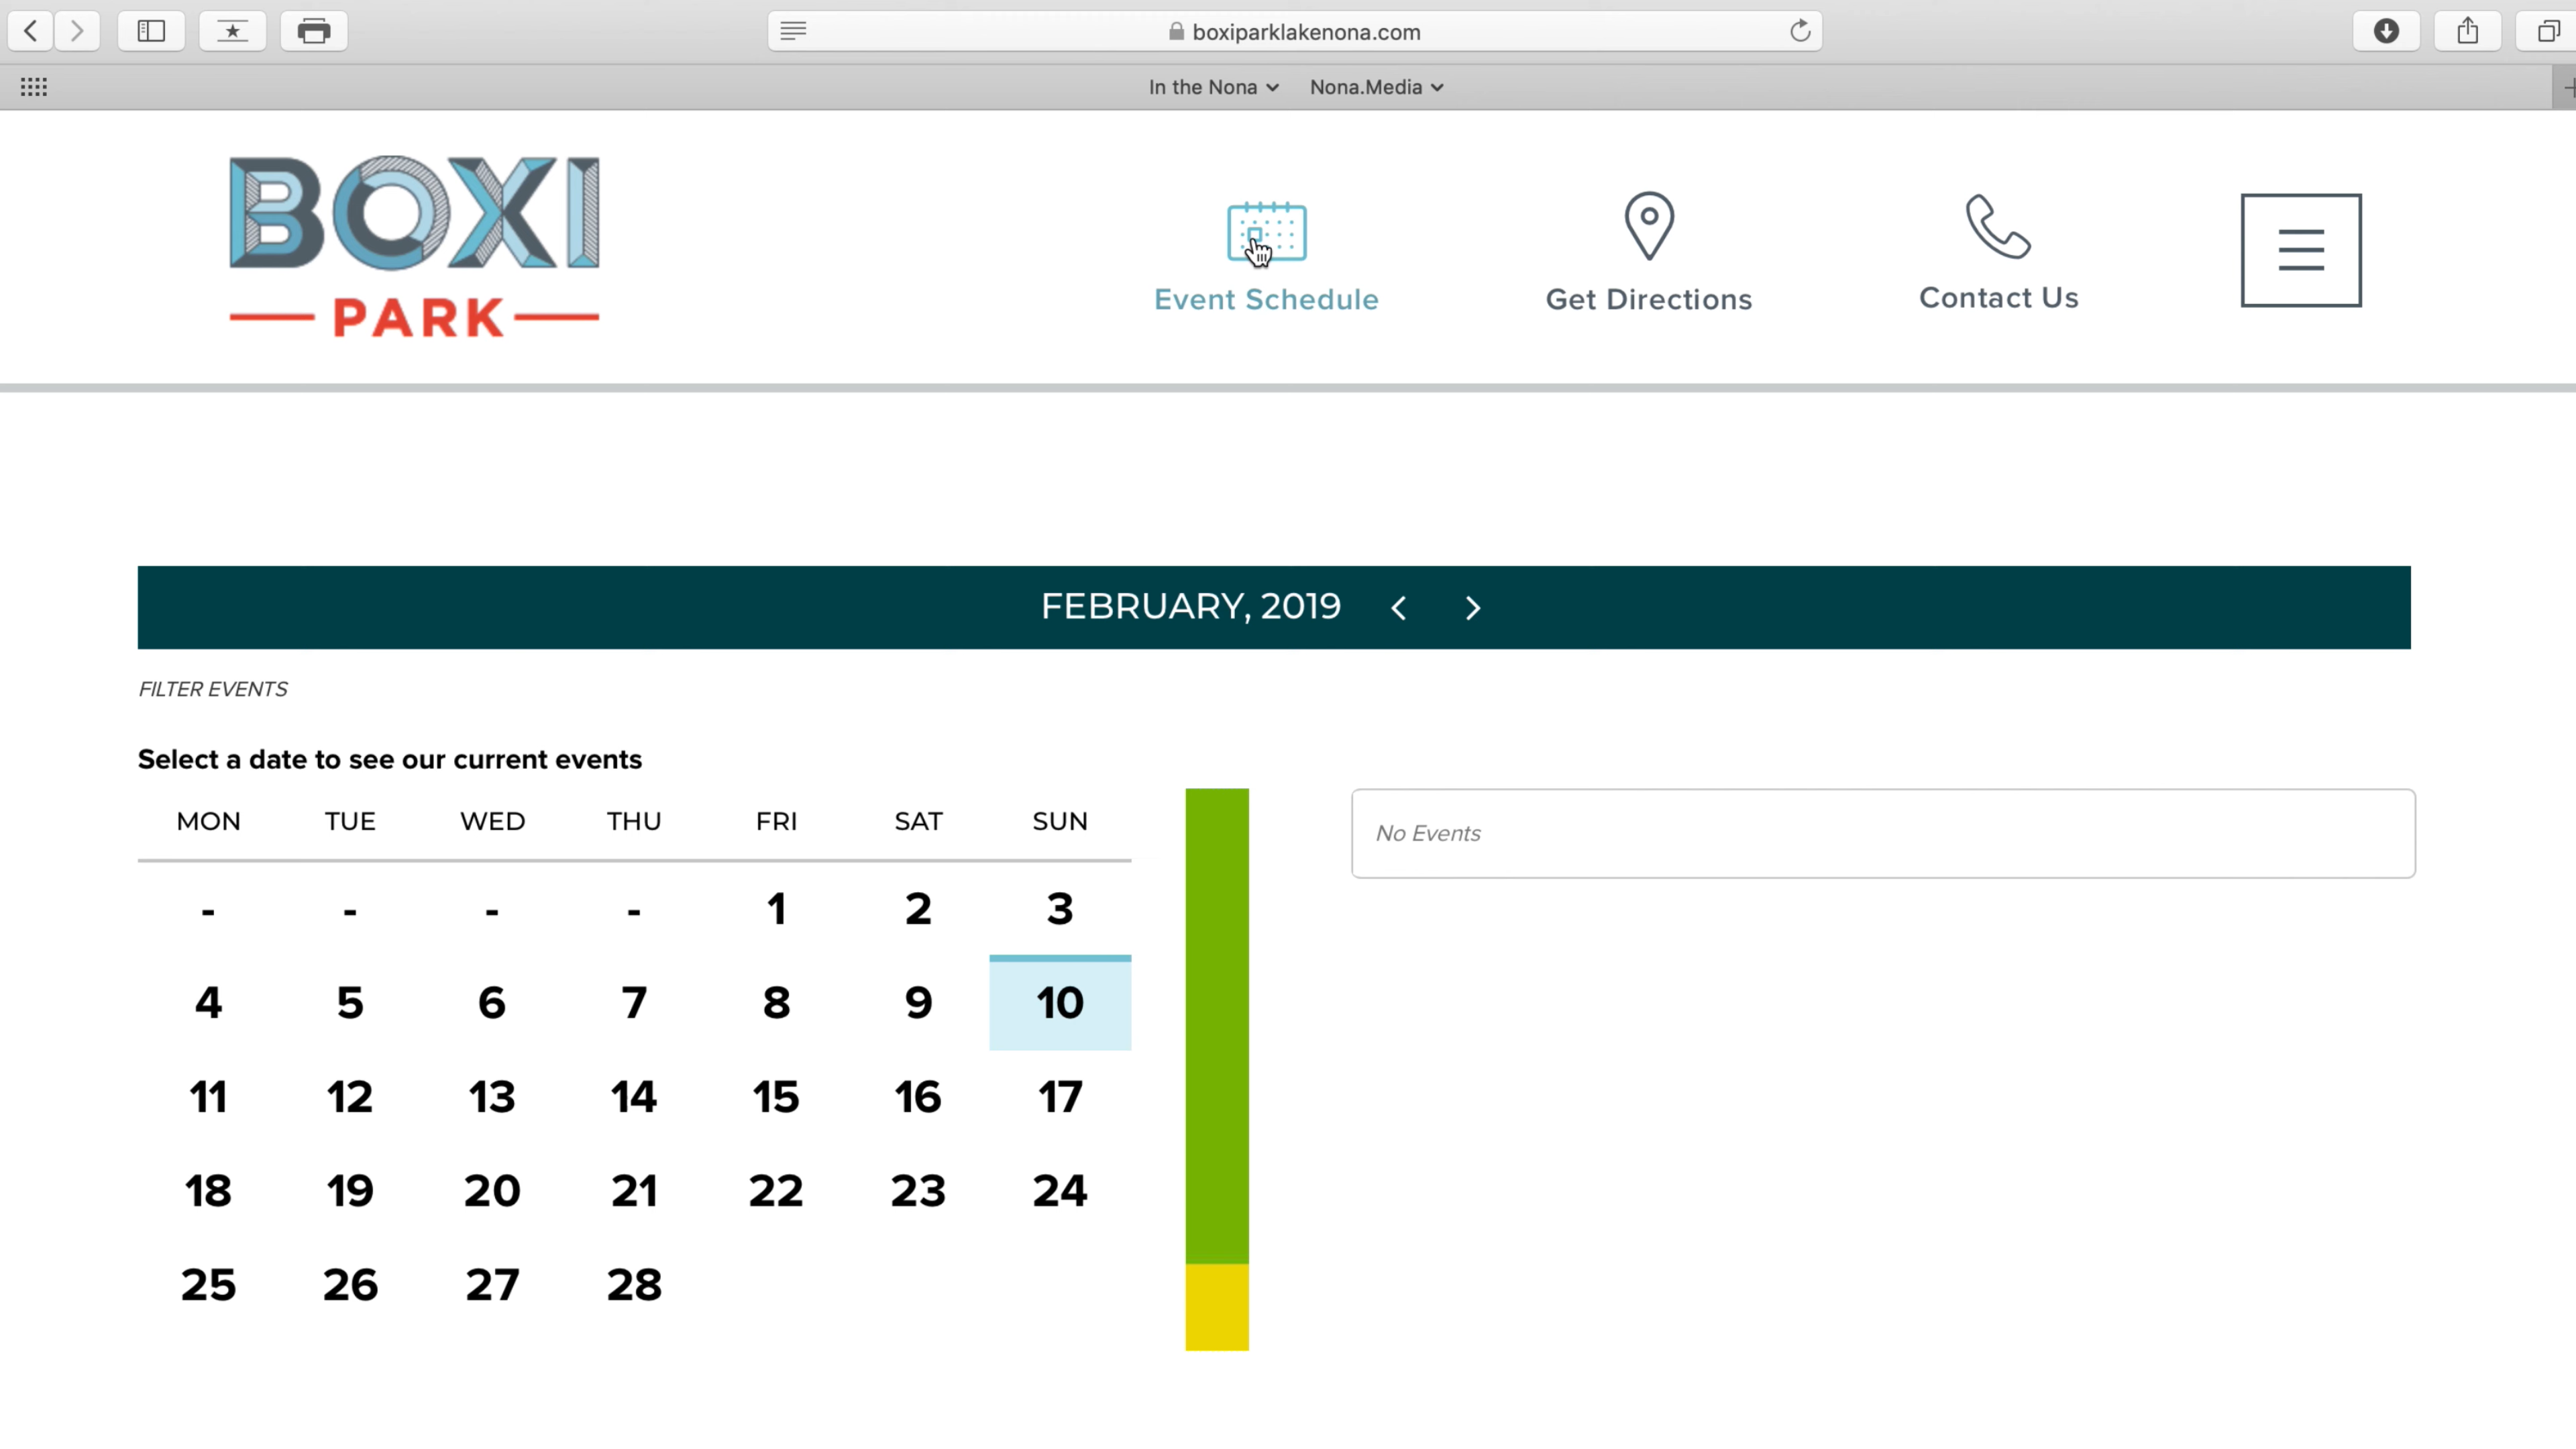 boxiparklakenona.com
In the Nona
Nona.Media
BOXI
PARK
Event Schedule
Get Directions
Contact Us
FEBRUARY, 2019
FILTER EVENTS
Select a date to see our current events
MON TUE WED THU FRI SAT SUN
- - - - 1 2 3
4 5 6 7 8 9 10
11 12 13 14 15 16 17
18 19 20 21 22 23 24
25 26 27 28
No Events